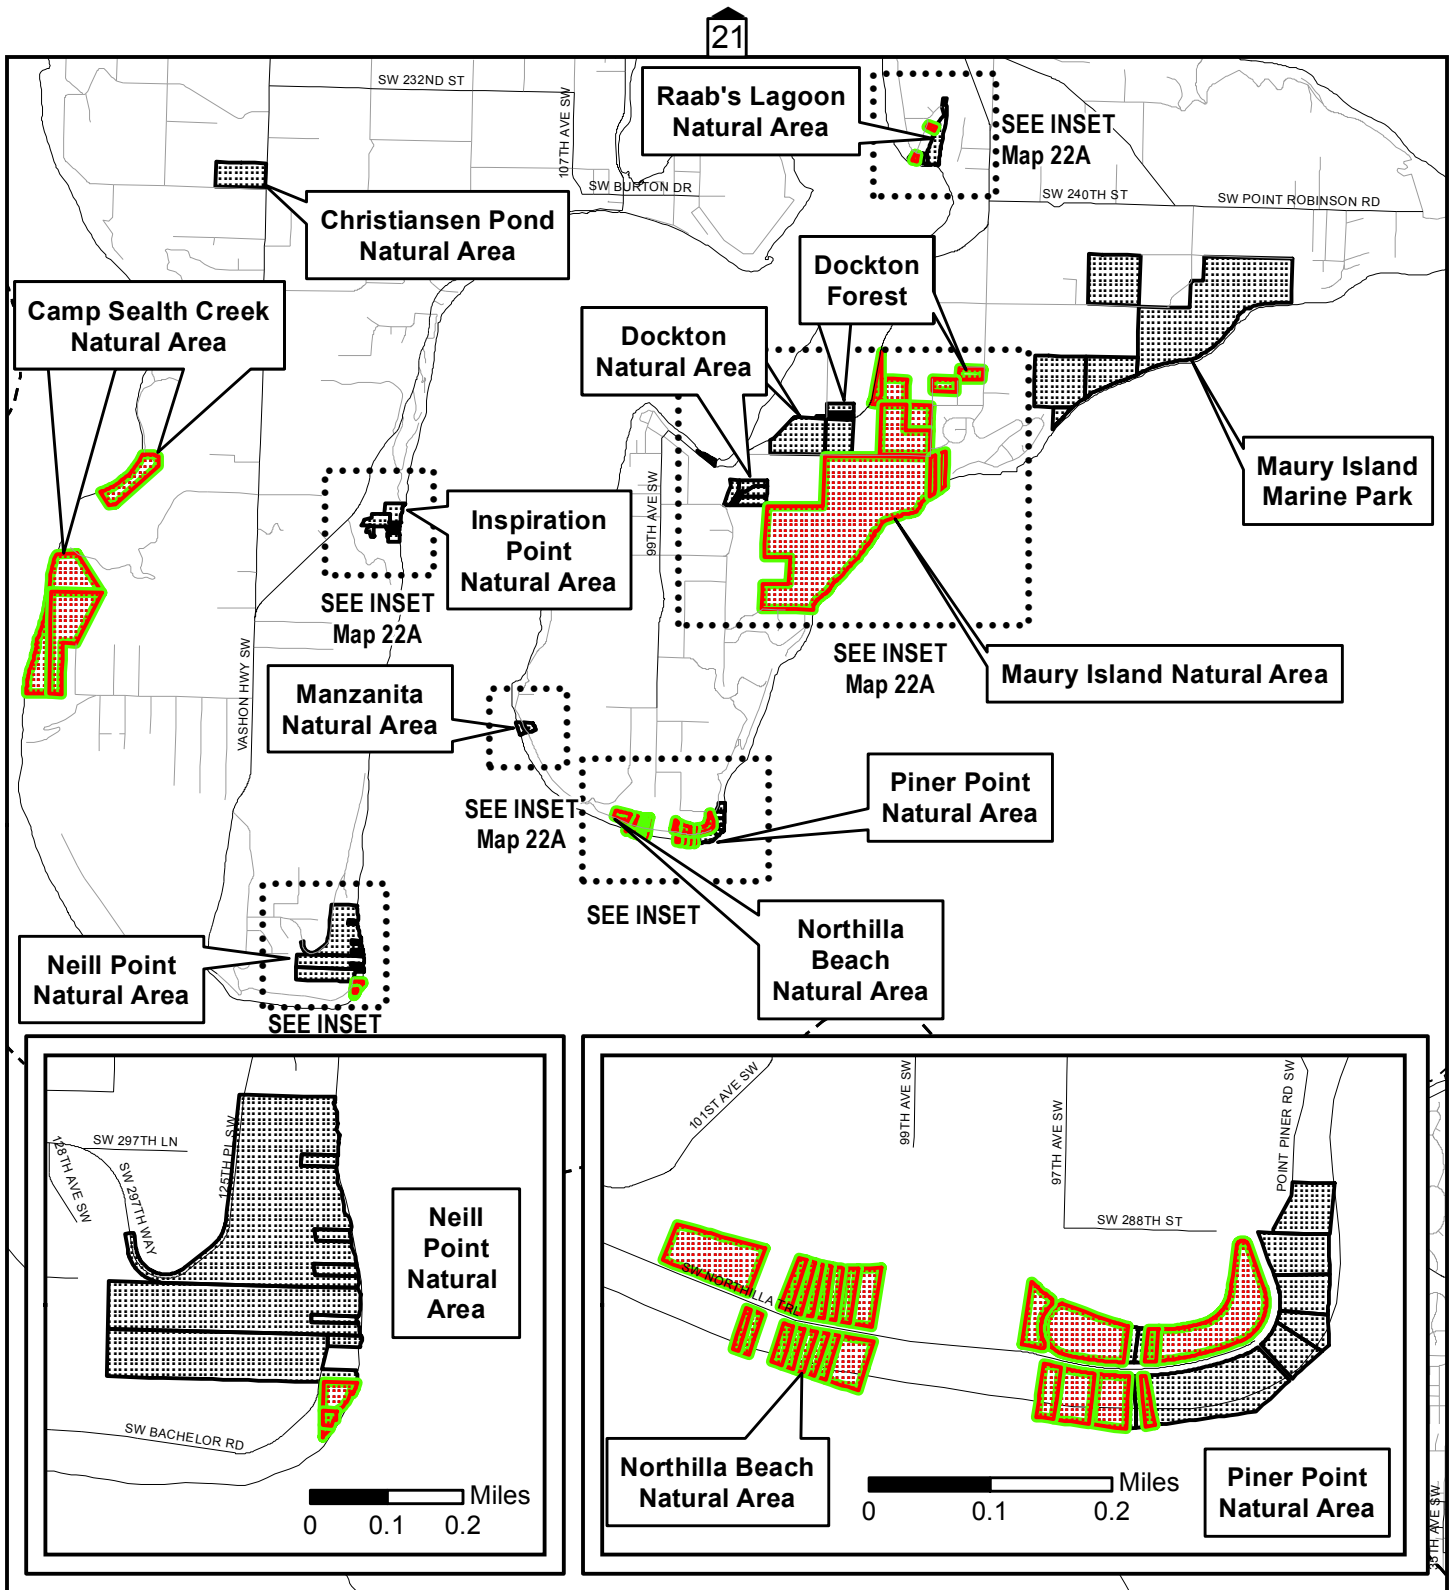 21
SW 232ND ST
107TH AVE SW
Raab's Lagoon
Natural Area
SEE INSET
Map 22A
SW BURTON DR
SW 240TH ST
SW POINT ROBINSON RD
Christiansen Pond
Natural Area
Dockton
Forest
Camp Sealth Creek
Natural Area
Dockton
Natural Area
Maury Island
Marine Park
99TH AVE SW
Inspiration
Point
Natural Area
SEE INSET
Map 22A
VASHON HWY SW
SEE INSET
Map 22A
Maury Island Natural Area
Manzanita
Natural Area
SEE INSET
Map 22A
Piner Point
Natural Area
SEE INSET
Northilla
Beach
Natural Area
Neill Point
Natural Area
SEE INSET
SW 297TH LN
128TH AVE SW
SW 297TH WAY
125TH PL SW
Neill
Point
Natural
Area
SW BACHELOR RD
Miles
0 0.1 0.2
101ST AVE SW
99TH AVE SW
97TH AVE SW
POINT PINER RD SW
SW 288TH ST
SW NORTHILLA TRL
Northilla Beach
Natural Area
Miles
0 0.1 0.2
Piner Point
Natural Area
35TH AVE SW